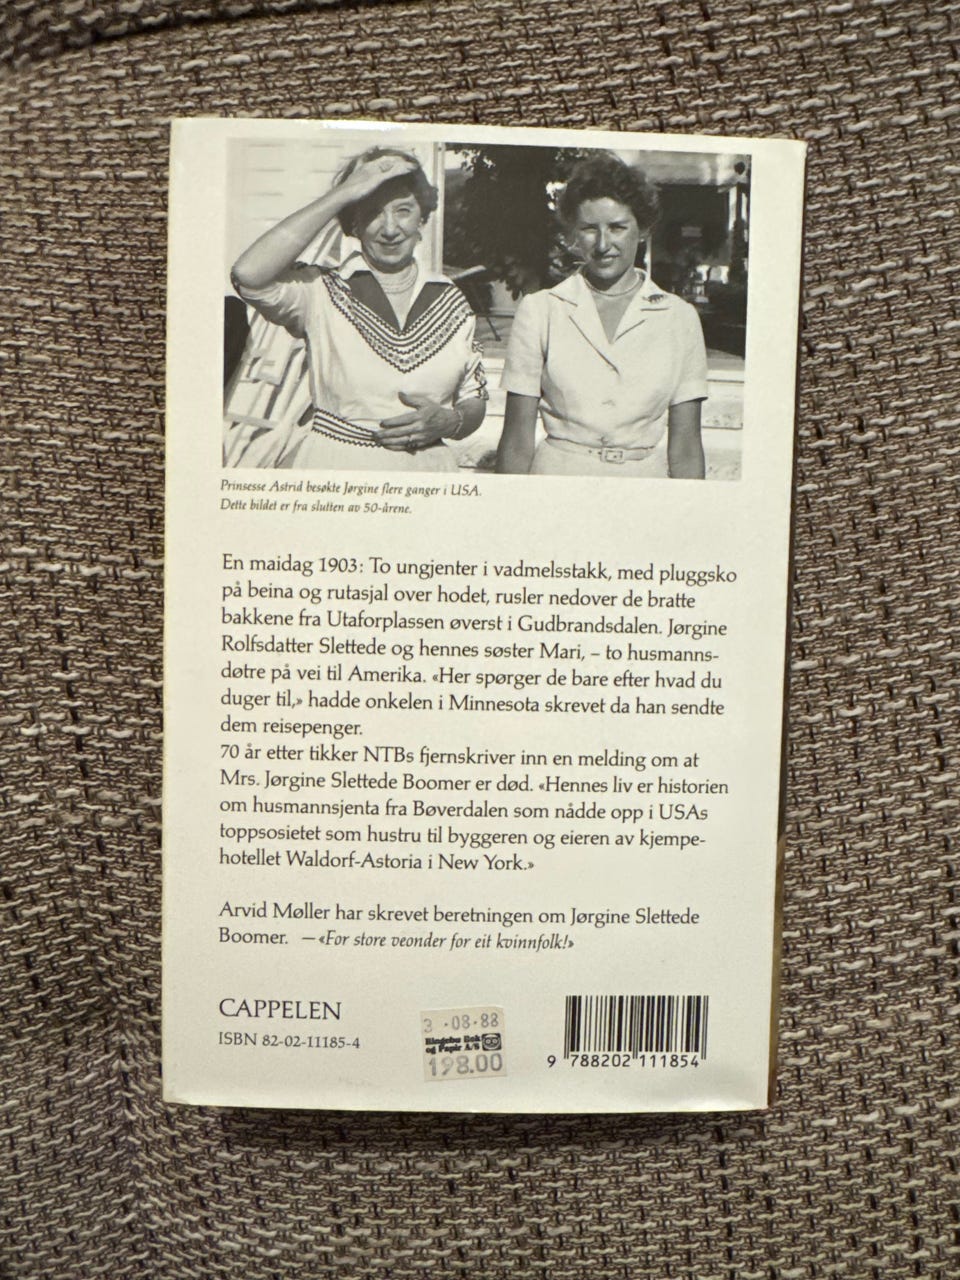 Prinsesse Astrid besøkte Jørgine flere ganger i USA.
Dette bildet er fra slutten av 50-årene.
En maidag 1903: To ungjenter i vadmelsstakk, med pluggsko
på beina og rutasjal over hodet, rusler nedover de bratte
bakkene fra Utaforplassen øverst i Gudbrandsdalen. Jørgine
Rolfsdatter Slettede og hennes søster Mari, – to husmanns-
døtre på vei til Amerika. «Her spørger de bare efter hvad du
duger til,» hadde onkelen i Minnesota skrevet da han sendte
dem reisepenger.
70 år etter tikker NTBs fjernskriver inn en melding om at
Mrs. Jørgine Slettede Boomer er død. «Hennes liv er historien
om husmannsjenta fra Bøverdalen som nådde opp i USAs
toppsosietet som hustru til byggeren og eieren av kjempe-
hotellet Waldorf-Astoria i New York.»
Arvid Møller har skrevet beretningen om Jørgine Slettede
Boomer. —«For store veonder for eit kvinnfolk!»
CAPPELEN
ISBN 82-02-11185-4
3 ·08·88
Ringebu Bok
og Papir A/S
198.00
9 788202 111854